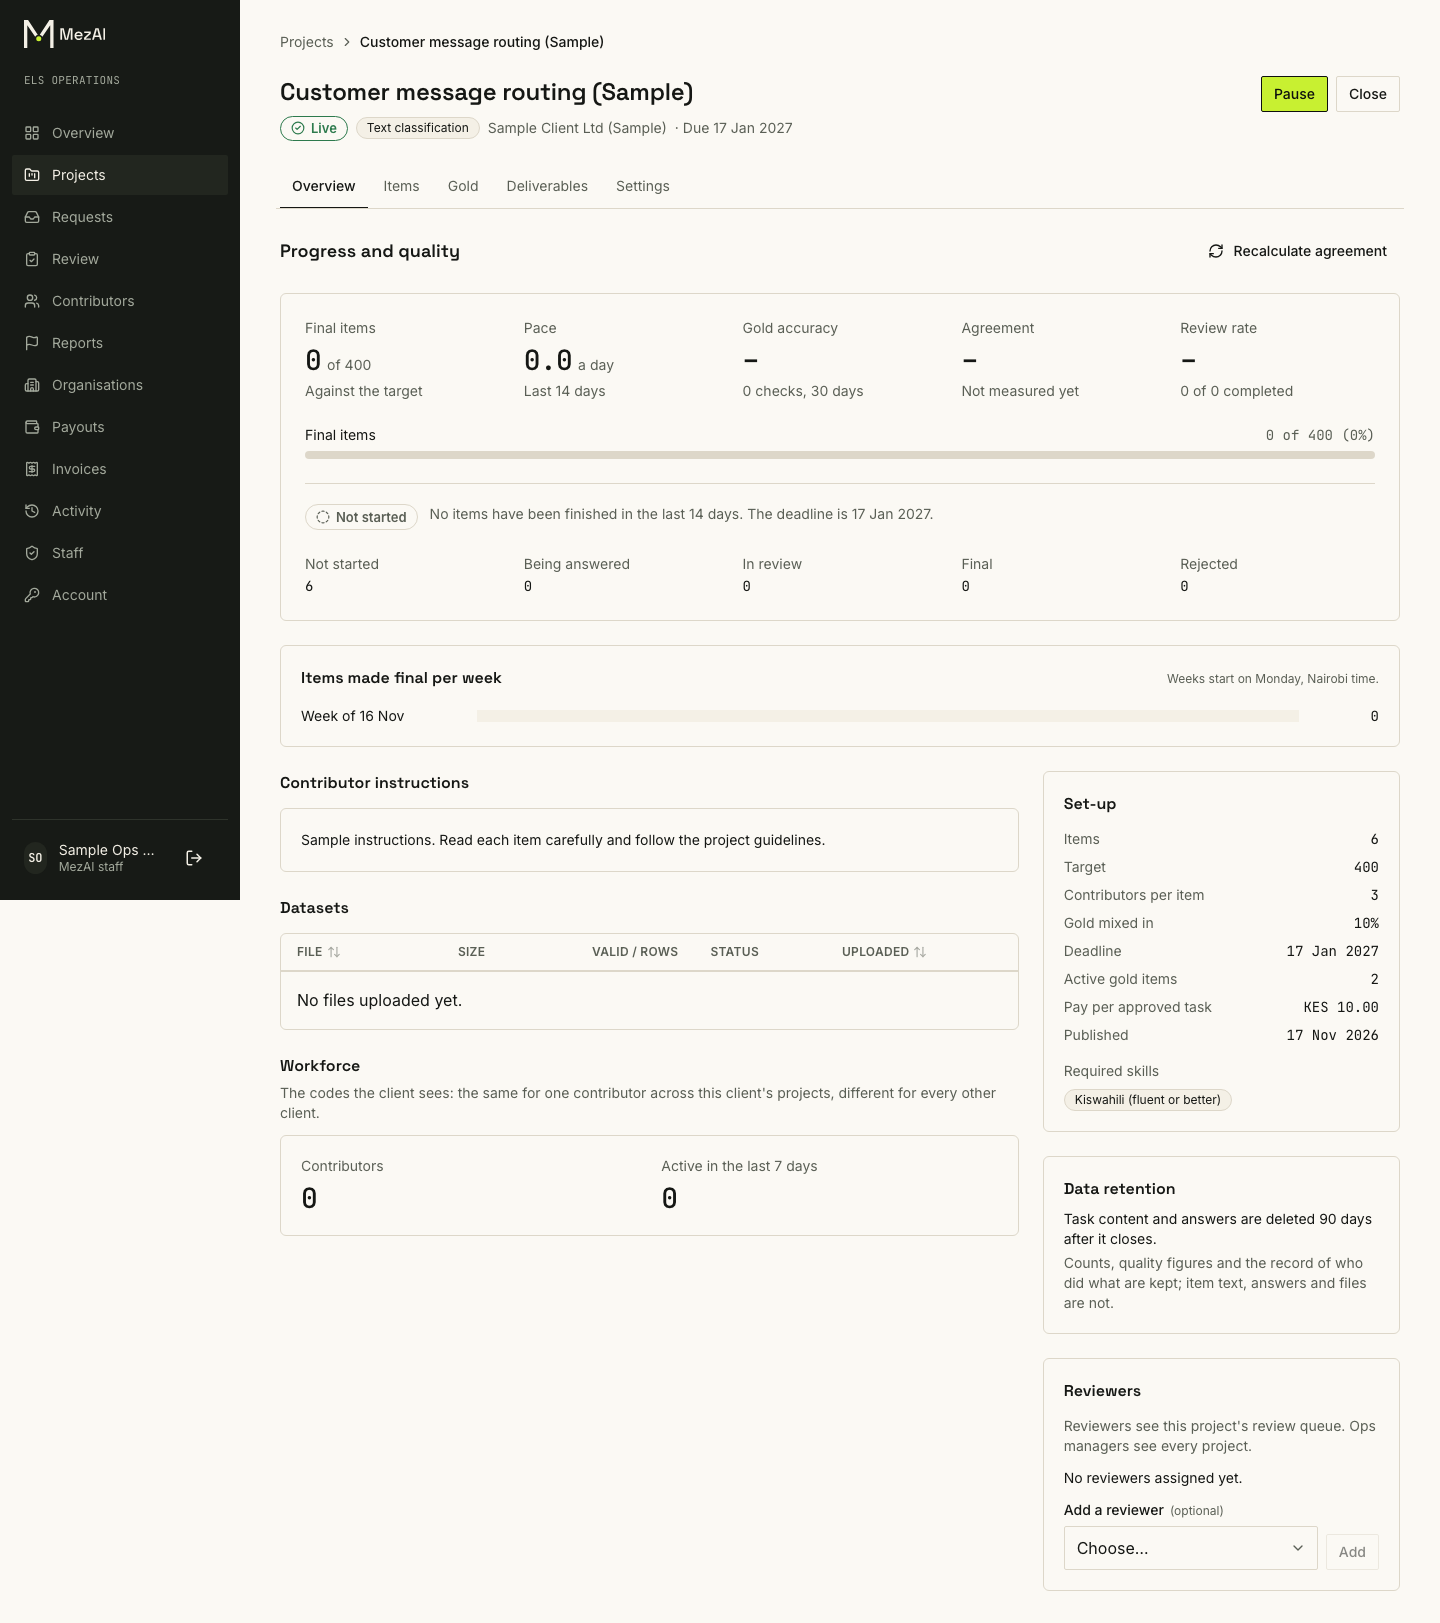 MezAI
ELS OPERATIONS
Overview
Projects
Requests
Review
Contributors
Reports
Organisations
Payouts
Invoices
Activity
Staff
Account
SO
Sample Ops ...
MezAI staff
Projects > Customer message routing (Sample)
Customer message routing (Sample)
Pause
Close
Live
Text classification
Sample Client Ltd (Sample) · Due 17 Jan 2027
Overview Items Gold Deliverables Settings
Progress and quality
Recalculate agreement
Final items Pace Gold accuracy Agreement Review rate
0 of 400 0.0 a day – – –
Against the target Last 14 days 0 checks, 30 days Not measured yet 0 of 0 completed
Final items 0 of 400 (0%)
Not started No items have been finished in the last 14 days. The deadline is 17 Jan 2027.
Not started Being answered In review Final Rejected
6 0 0 0 0
Items made final per week Weeks start on Monday, Nairobi time.
Week of 16 Nov 0
Contributor instructions
Sample instructions. Read each item carefully and follow the project guidelines.
Datasets
FILE SIZE VALID / ROWS STATUS UPLOADED
No files uploaded yet.
Workforce
The codes the client sees: the same for one contributor across this client's projects, different for every other
client.
Contributors Active in the last 7 days
0 0
Set-up
Items 6
Target 400
Contributors per item 3
Gold mixed in 10%
Deadline 17 Jan 2027
Active gold items 2
Pay per approved task KES 10.00
Published 17 Nov 2026
Required skills
Kiswahili (fluent or better)
Data retention
Task content and answers are deleted 90 days
after it closes.
Counts, quality figures and the record of who
did what are kept; item text, answers and files
are not.
Reviewers
Reviewers see this project's review queue. Ops
managers see every project.
No reviewers assigned yet.
Add a reviewer (optional)
Choose... Add